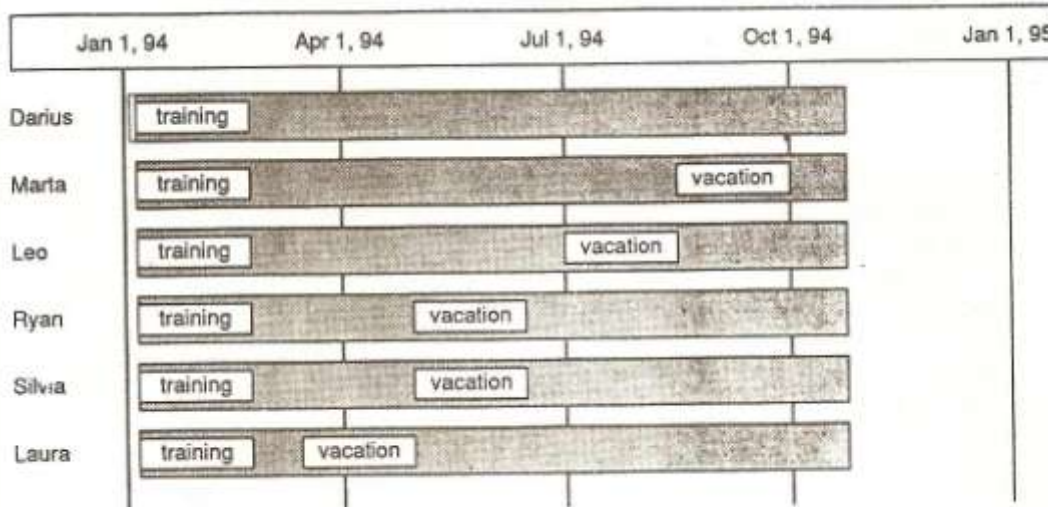 Jan 1, 94 Apr 1, 94 Jul 1, 94 Oct 1, 94 Jan 1, 95
Darius training
Marta training vacation
Leo training vacation
Ryan training vacation
Silvia training vacation
Laura training vacation